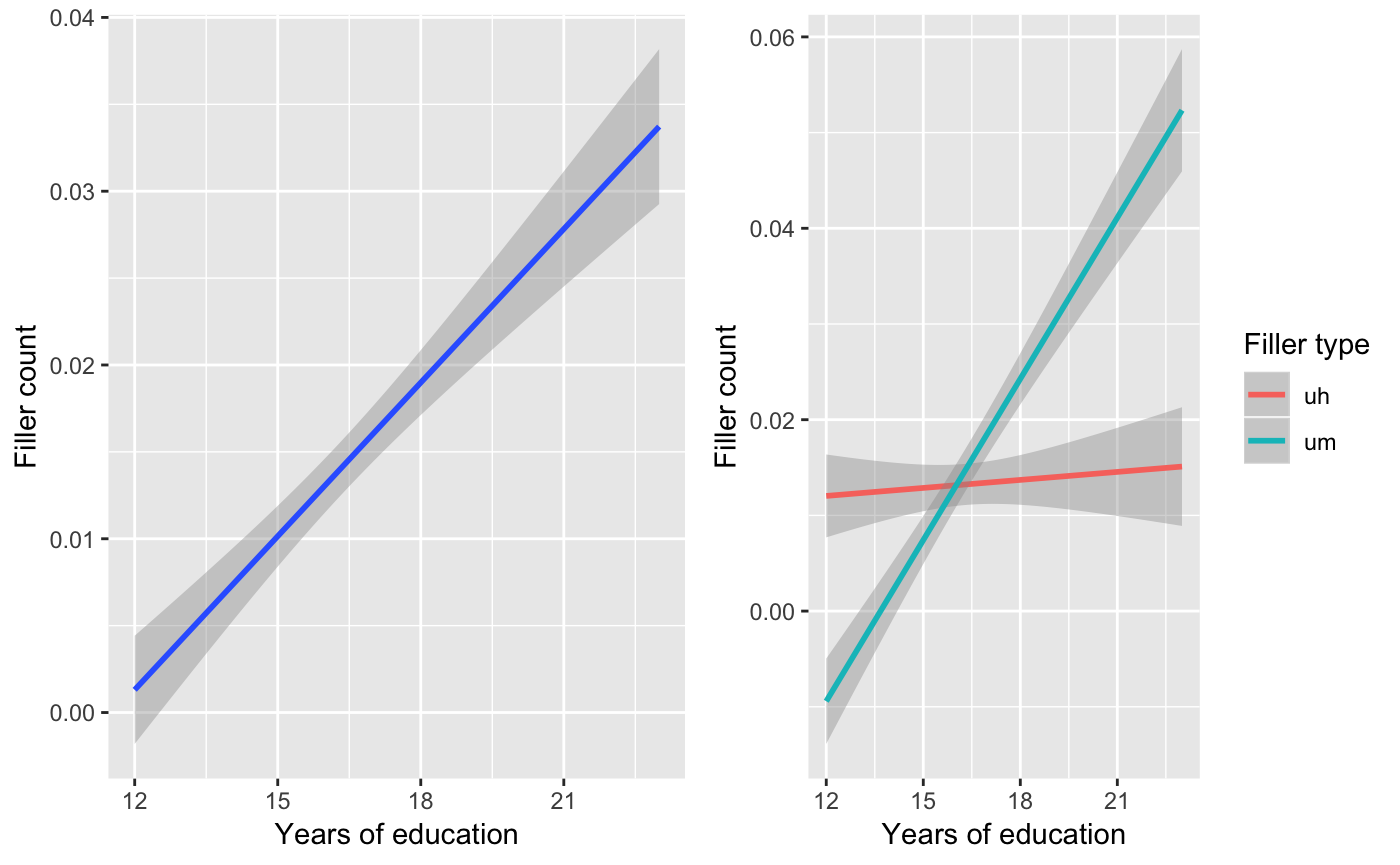 0.04
0.03
0.02
0.01
0.00
Filler count
12 15 18 21
Years of education
0.06
0.04
0.02
0.00
Filler count
12 15 18 21
Years of education
Filler type
uh
um